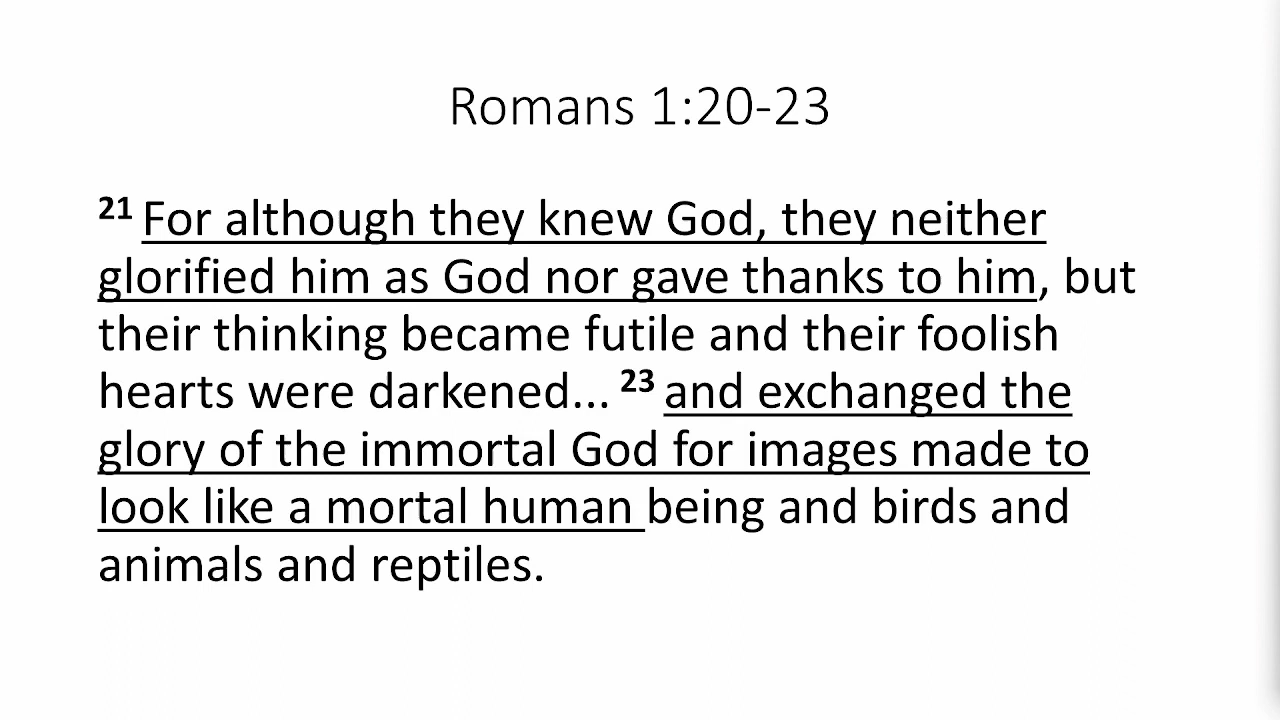 Romans 1:20-23
21 For although they knew God, they neither
glorified him as God nor gave thanks to him, but
their thinking became futile and their foolish
hearts were darkened... 23 and exchanged the
glory of the immortal God for images made to
look like a mortal human being and birds and
animals and reptiles.